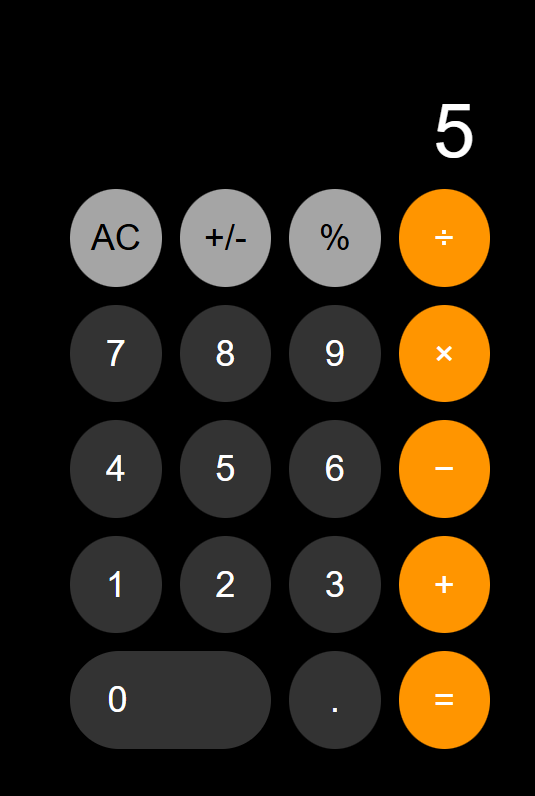 5
AC +/- % ÷
7 8 9 ×
4 5 6 −
1 2 3 +
0 . =